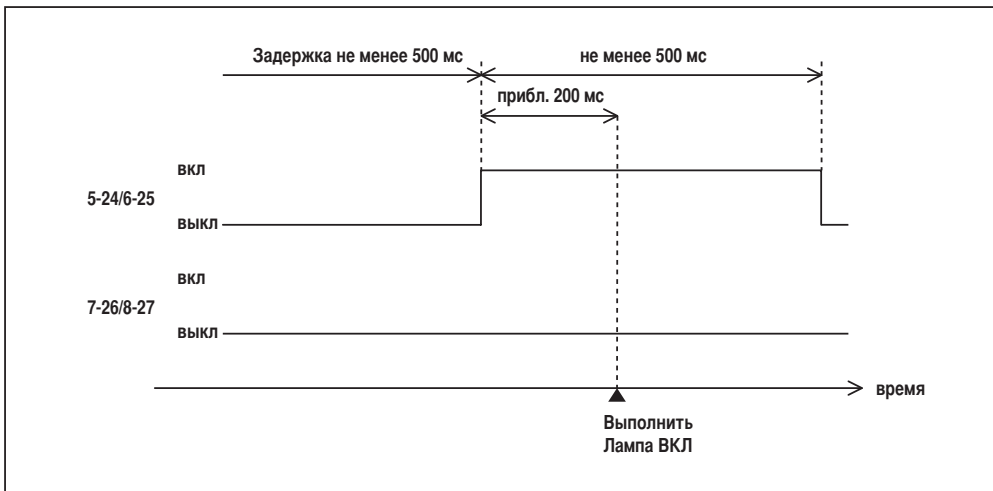 Задержка не менее 500 мс
не менее 500 мс
прибл. 200 мс
вкл
5-24/6-25
выкл
вкл
7-26/8-27
выкл
время
Выполнить
Лампа ВКЛ